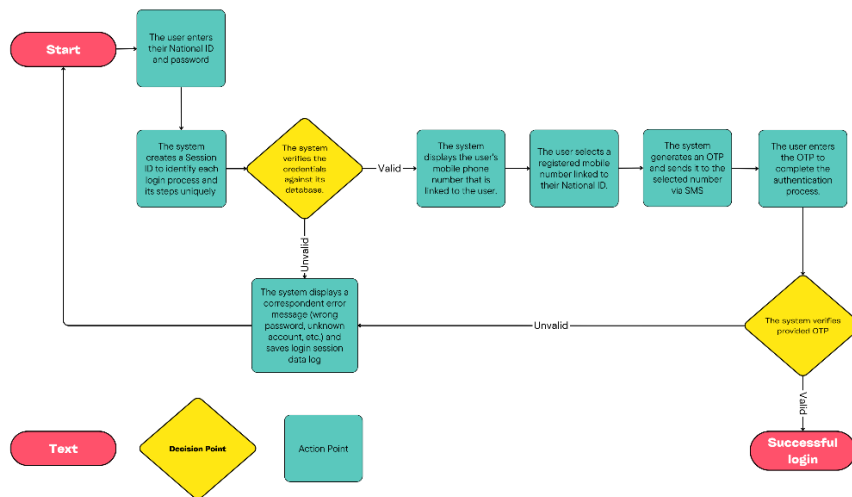 Start
The user enters
their National ID
and password
The system
creates a Session
ID to identify each
login process and
its steps uniquely
The system
verifies the
credentials
against its
database.
Valid
The system
displays the user's
mobile phone
number that is
linked to the user.
The user selects a
registered mobile
number linked to
their National ID.
The system
generates an OTP
and sends it to the
selected number
via SMS
The user enters
the OTP to
complete the
authentication
process.
Unvalid
The system displays a
correspondent error
message (wrong
password, unknown
account, etc.) and
saves login session
data log
Unvalid
The system verifies
provided OTP
Valid
Successful
login
Text
Decision Point
Action Point